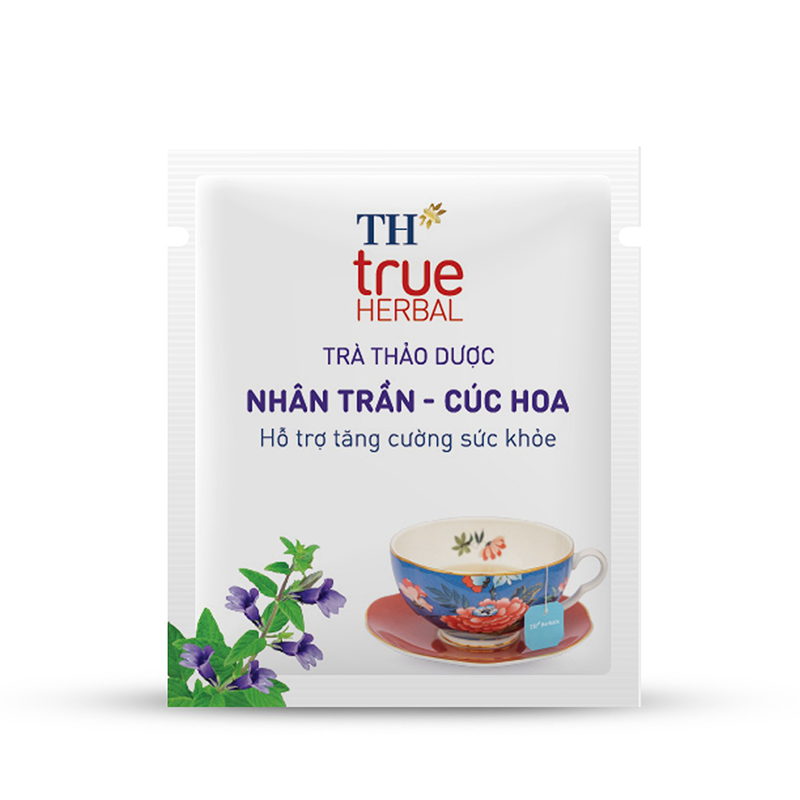 TH
true
HERBAL
TRÀ THẢO DƯỢC
NHÂN TRẦN - CÚC HOA
Hỗ trợ tăng cường sức khỏe